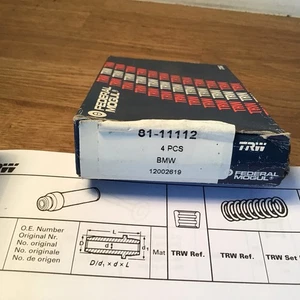 FEDERAL
MOGUL
81-11112
4 PCS
BMW
12002619
TRW
FEDERAL
MOGUL
RW
L
O.E. Number
Original Nr.
No. original
No. originale
No. de origen
D
d1
d
D/d₁ × d × L
Mat
TRW Ref.
TRW Ref.
TRW Set